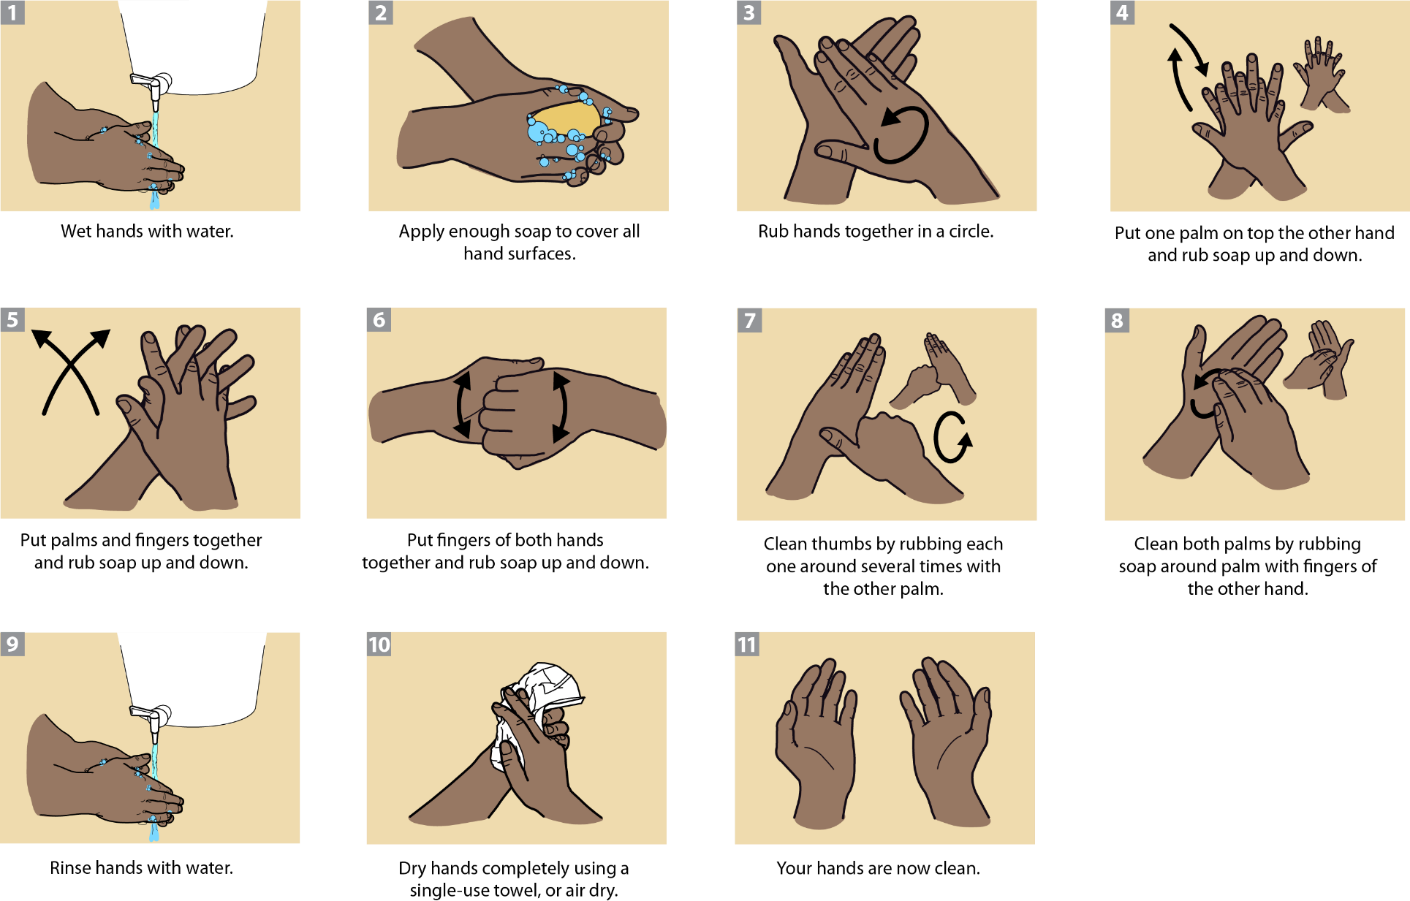 1
Wet hands with water.
2
Apply enough soap to cover all
hand surfaces.
3
Rub hands together in a circle.
4
Put one palm on top the other hand
and rub soap up and down.
5
Put palms and fingers together
and rub soap up and down.
6
Put fingers of both hands
together and rub soap up and down.
7
Clean thumbs by rubbing each
one around several times with
the other palm.
8
Clean both palms by rubbing
soap around palm with fingers of
the other hand.
9
Rinse hands with water.
10
Dry hands completely using a
single-use towel, or air dry.
11
Your hands are now clean.